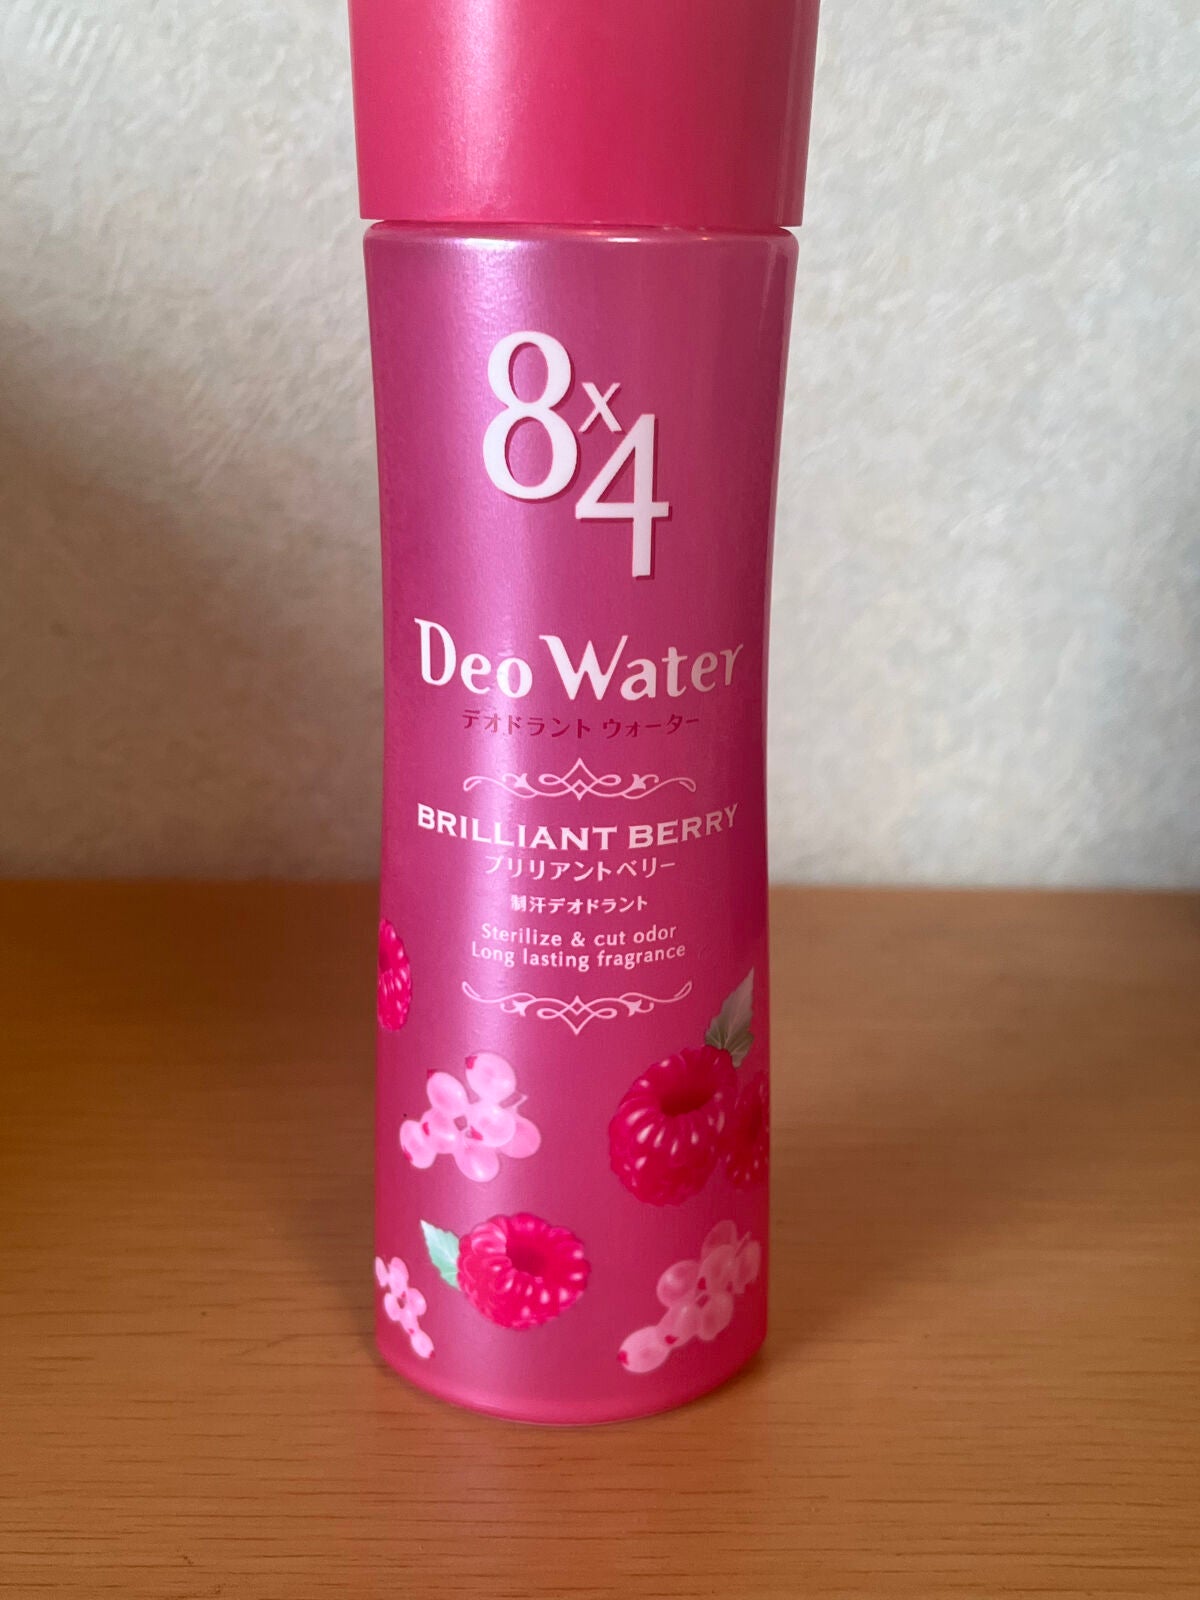 8x4
Deo Water
デオドラント ウォーター
BRILLIANT BERRY
ブリリアントベリー
制汗デオドラント
Sterilize & cut odor
Long lasting fragrance